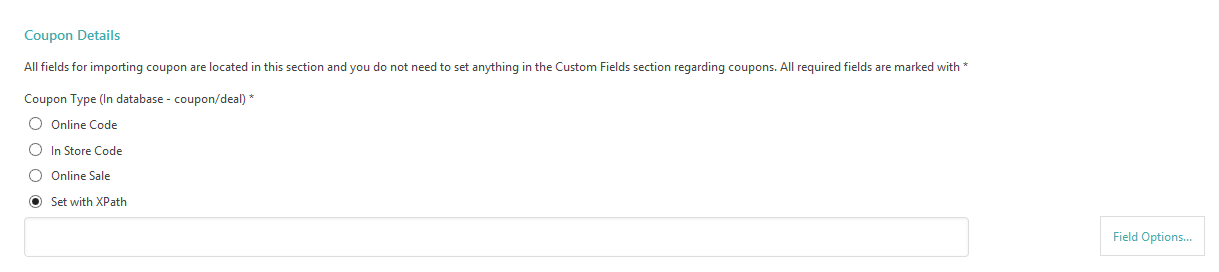 Coupon Details
All fields for importing coupon are located in this section and you do not need to set anything in the Custom Fields section regarding coupons. All required fields are marked with *
Coupon Type (In database - coupon/deal) *
Online Code
In Store Code
Online Sale
Set with XPath
Field Options...